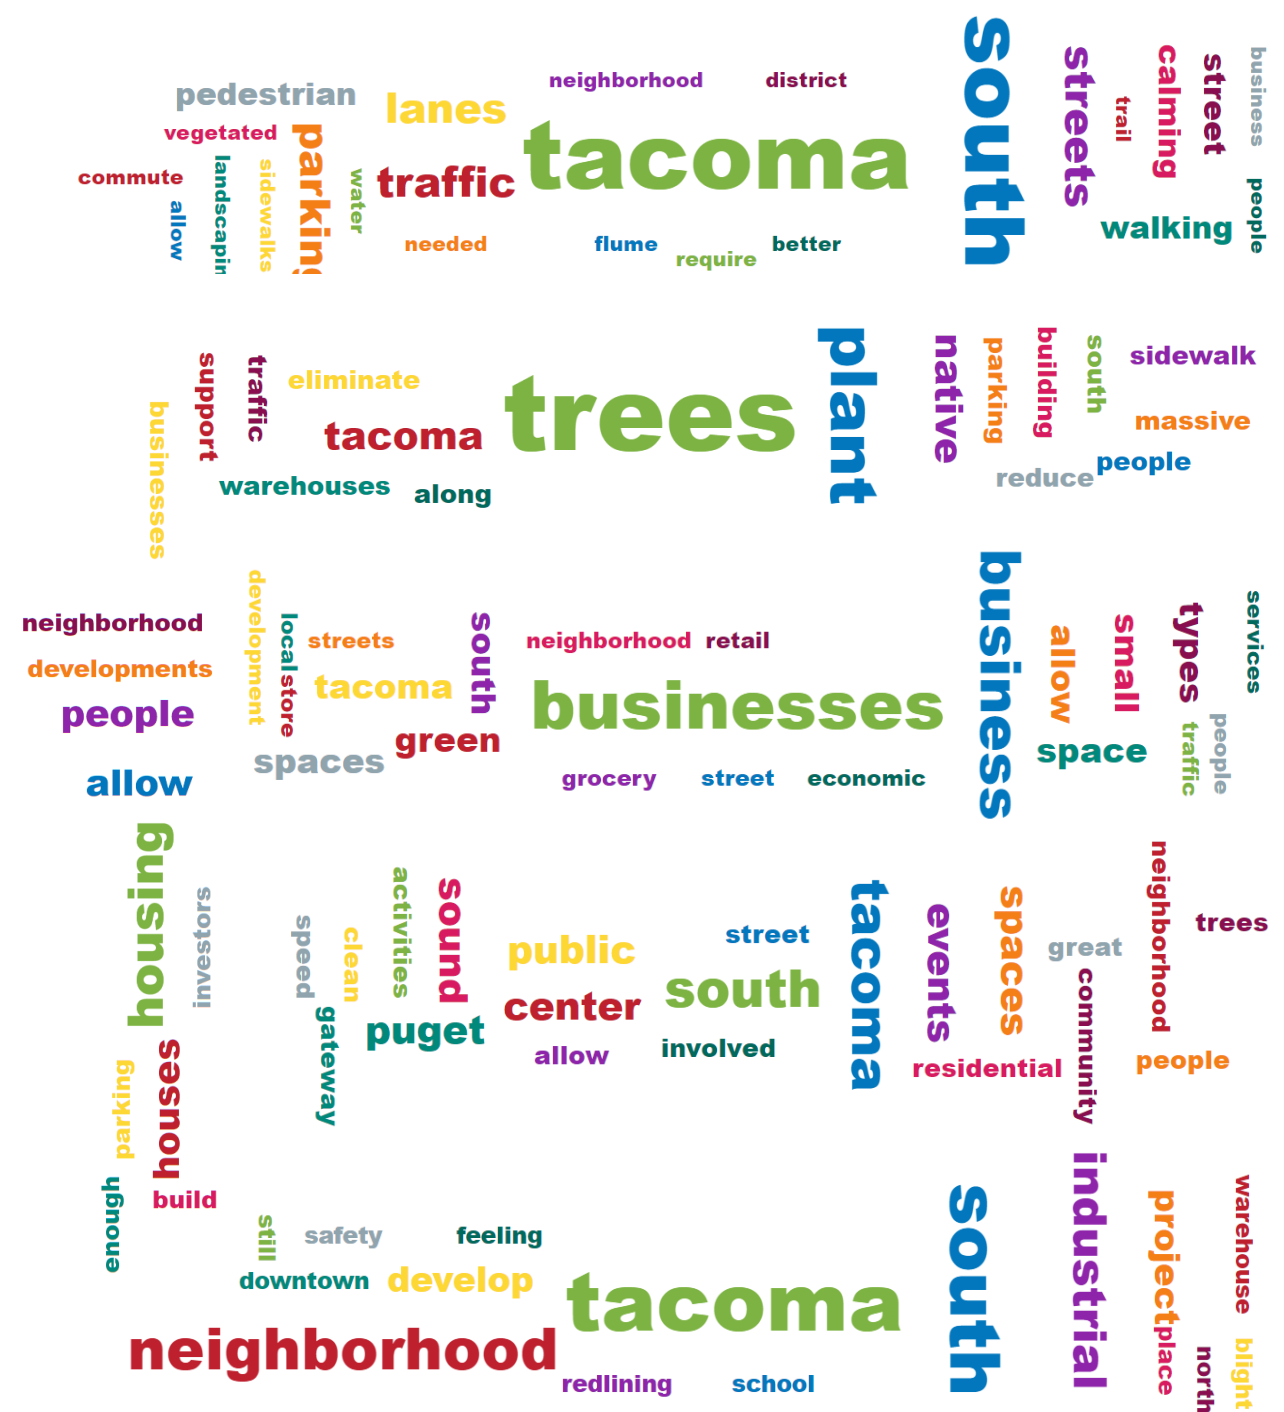 pedestrian
lanes
neighborhood
district
south
streets
calming
street
business
trail
vegetated
parking
tacoma
commute
landscapin
sidewalks
water
traffic
allow
walking
people
needed
flume
better
require
plant
native
parking
building
south
sidewalk
support
traffic
eliminate
trees
businesses
tacoma
massive
warehouses
along
reduce
people
business
development
local
streets
south
neighborhood
retail
allow
small
types
services
neighborhood
developments
store
tacoma
businesses
people
green
spaces
space
traffic
people
allow
grocery
street
economic
housing
investors
speed
clean
activities
sound
public
street
tacoma
events
spaces
great
neighborhood
trees
center
south
community
gateway
puget
allow
involved
residential
people
parking
houses
enough
build
south
industrial
project
warehouse
still
safety
feeling
downtown
develop
tacoma
neighborhood
redlining
school
place
north
blight